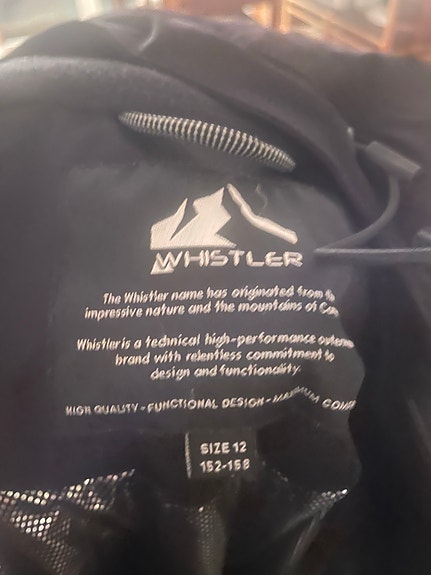 WHISTLER
The Whistler name has originated from
impressive nature and the mountains of
Whistler is a technical high-performance
brand with relentless commitment to
design and functionality.
HIGH QUALITY - FUNCTIONAL DESIGN - MAXIMUM
SIZE 12
152-158